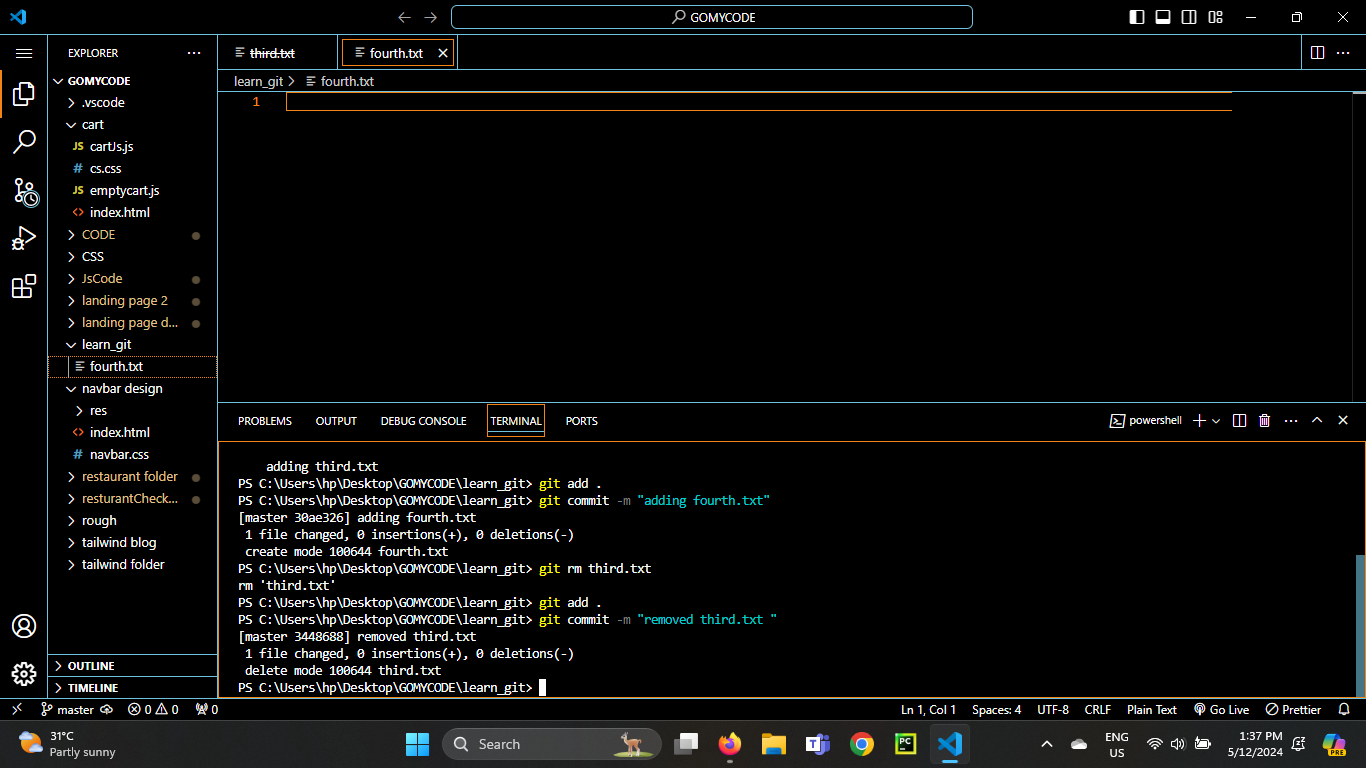 GOMYCODE
EXPLORER
GOMYCODE
.vscode
cart
JS cartJs.js
# cs.css
JS emptycart.js
<> index.html
CODE
CSS
JsCode
landing page 2
landing page d...
learn_git
fourth.txt
navbar design
res
<> index.html
# navbar.css
restaurant folder
resturantCheck...
rough
tailwind blog
tailwind folder
OUTLINE
TIMELINE
third.txt
fourth.txt
learn_git > fourth.txt
1
PROBLEMS OUTPUT DEBUG CONSOLE TERMINAL PORTS
powershell
adding third.txt
PS C:\Users\hp\Desktop\GOMYCODE\learn_git> git add .
PS C:\Users\hp\Desktop\GOMYCODE\learn_git> git commit -m "adding fourth.txt"
[master 30ae326] adding fourth.txt
1 file changed, 0 insertions(+), 0 deletions(-)
create mode 100644 fourth.txt
PS C:\Users\hp\Desktop\GOMYCODE\learn_git> git rm third.txt
rm 'third.txt'
PS C:\Users\hp\Desktop\GOMYCODE\learn_git> git add .
PS C:\Users\hp\Desktop\GOMYCODE\learn_git> git commit -m "removed third.txt "
[master 3448688] removed third.txt
1 file changed, 0 insertions(+), 0 deletions(-)
delete mode 100644 third.txt
PS C:\Users\hp\Desktop\GOMYCODE\learn_git>
master 0 0 0 Ln 1, Col 1 Spaces: 4 UTF-8 CRLF Plain Text Go Live Prettier
31°C
Partly sunny
Search
PC
ENG
US
1:37 PM
5/12/2024
PRE